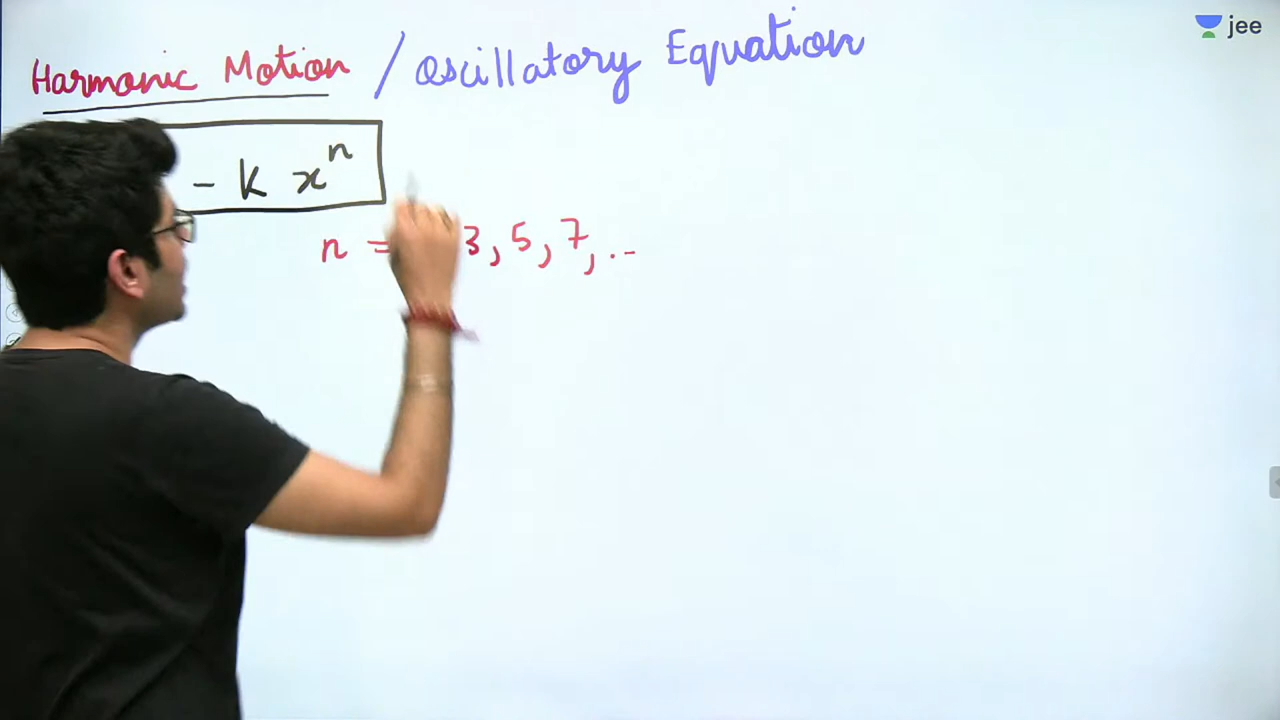 Harmonic Motion / Oscillatory Equation
jee
- k x^n
n = 3, 5, 7, ..